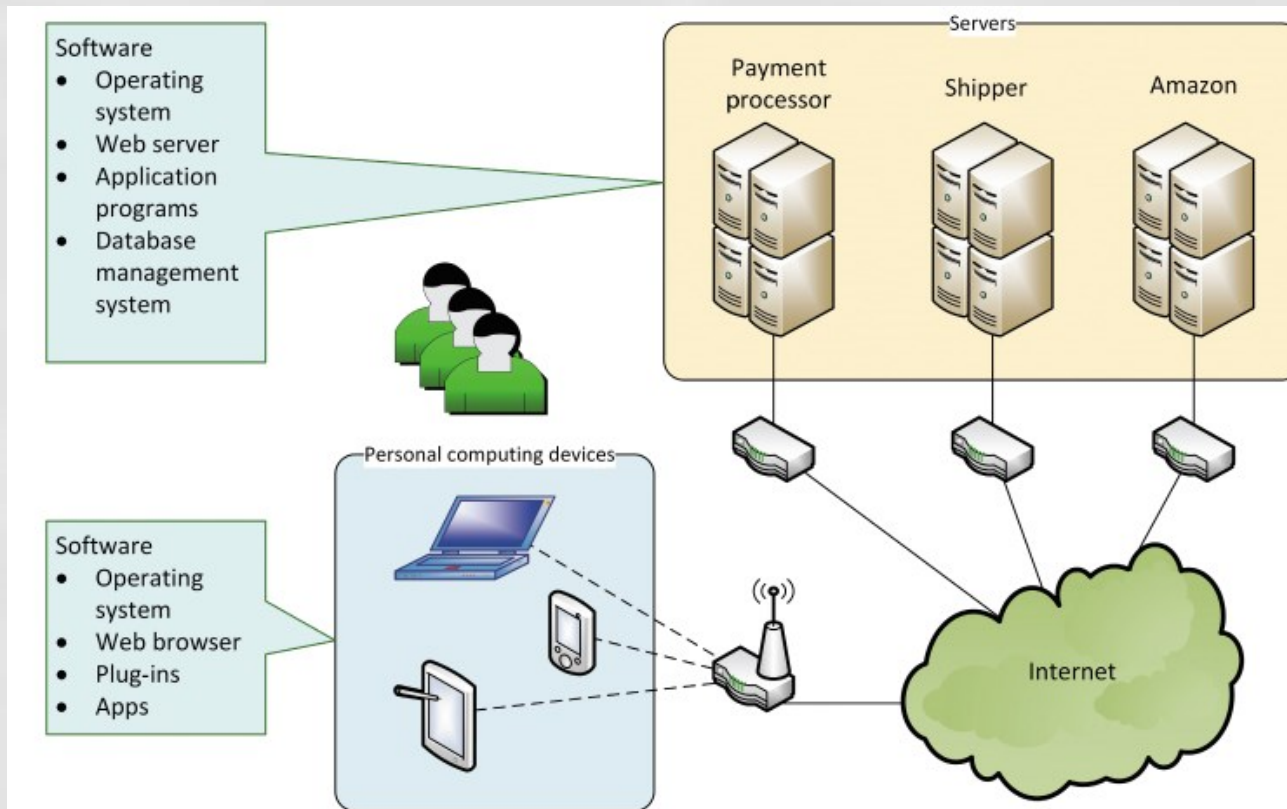 Software
• Operating
system
• Web server
• Application
programs
• Database
management
system
Servers
Payment
processor
Shipper
Amazon
Personal computing devices
Software
• Operating
system
• Web browser
• Plug-ins
• Apps
Internet